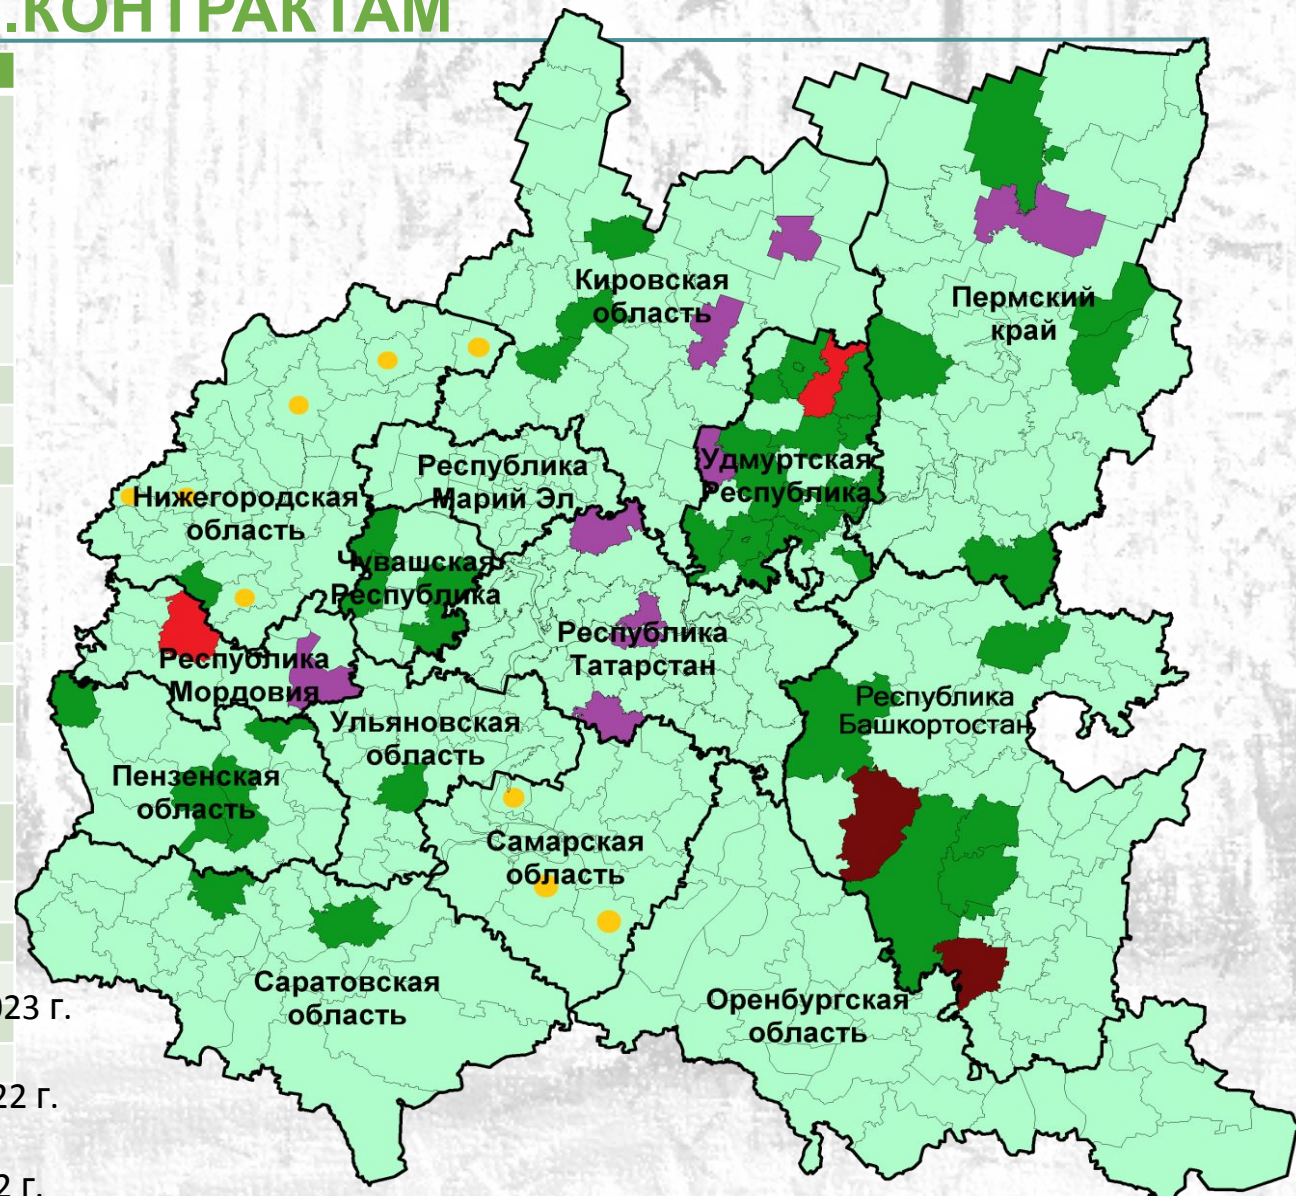 .КОНТРАКТАМ
Кировская
область
Пермский
край
Республика
Марий Эл
Удмуртская
Республика
Нижегородская
область
Чувашская
Республика
Республика
Татарстан
Республика
Мордовия
Республика
Башкортостан
Ульяновская
область
Пензенская
область
Самарская
область
Саратовская
область
Оренбургская
область
023 г.
22 г.
2 г.